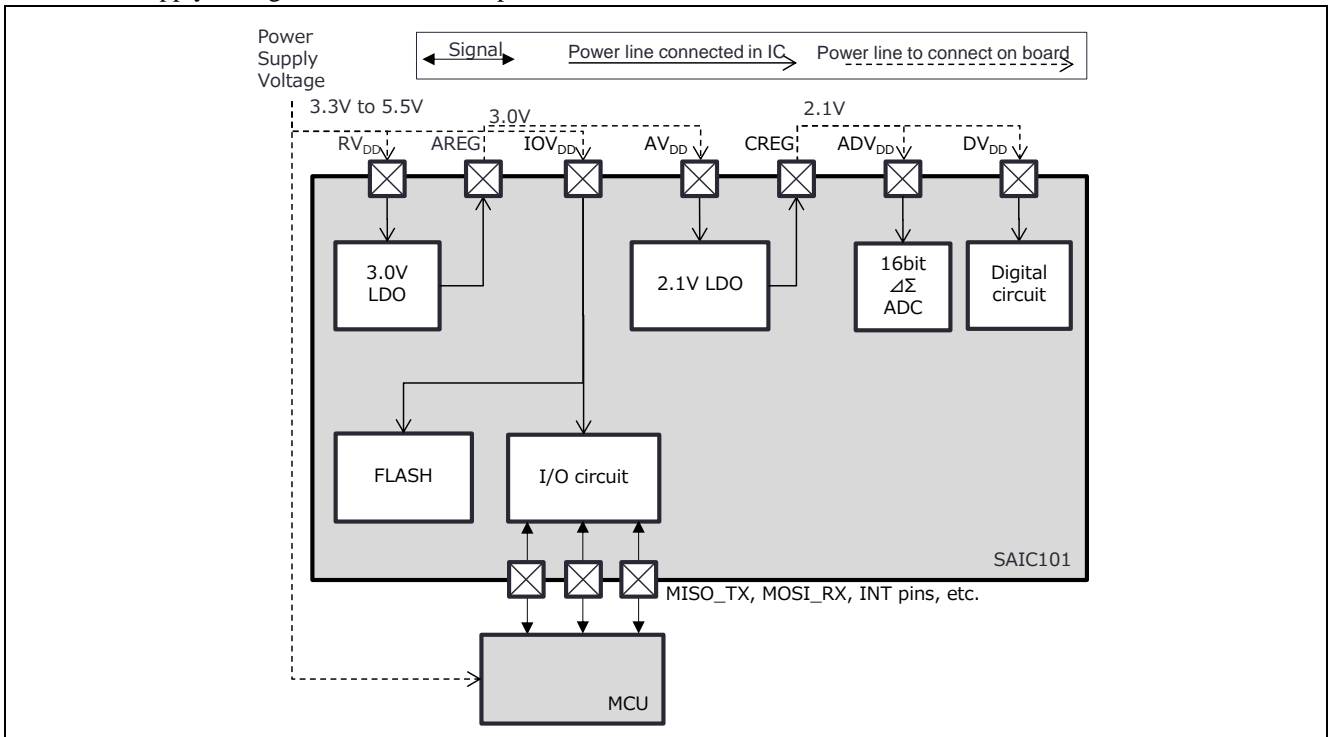 Power
Supply
Voltage
Signal
Power line connected in IC
Power line to connect on board
3.3V to 5.5V
3.0V
2.1V
RVDD
AREG
IOVDD
AVDD
CREG
ADVDD
DVDD
3.0V
LDO
2.1V LDO
16bit
⊿Σ
ADC
Digital
circuit
FLASH
I/O circuit
SAIC101
MISO_TX, MOSI_RX, INT pins, etc.
MCU